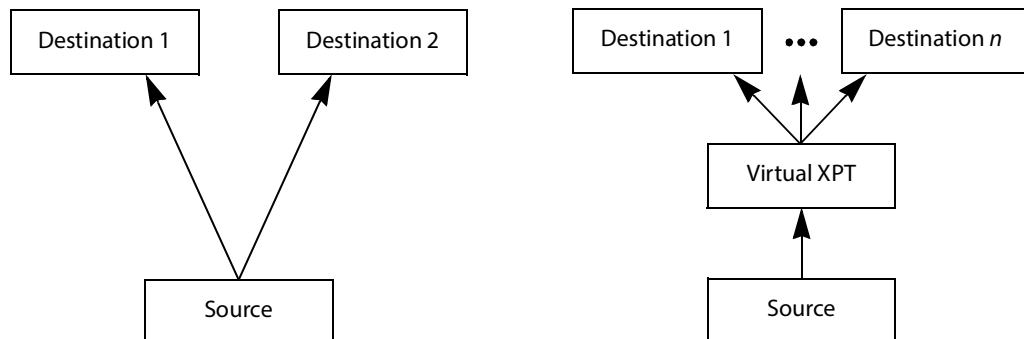 Destination 1
Destination 2
Source
Destination 1
•••
Destination n
Virtual XPT
Source